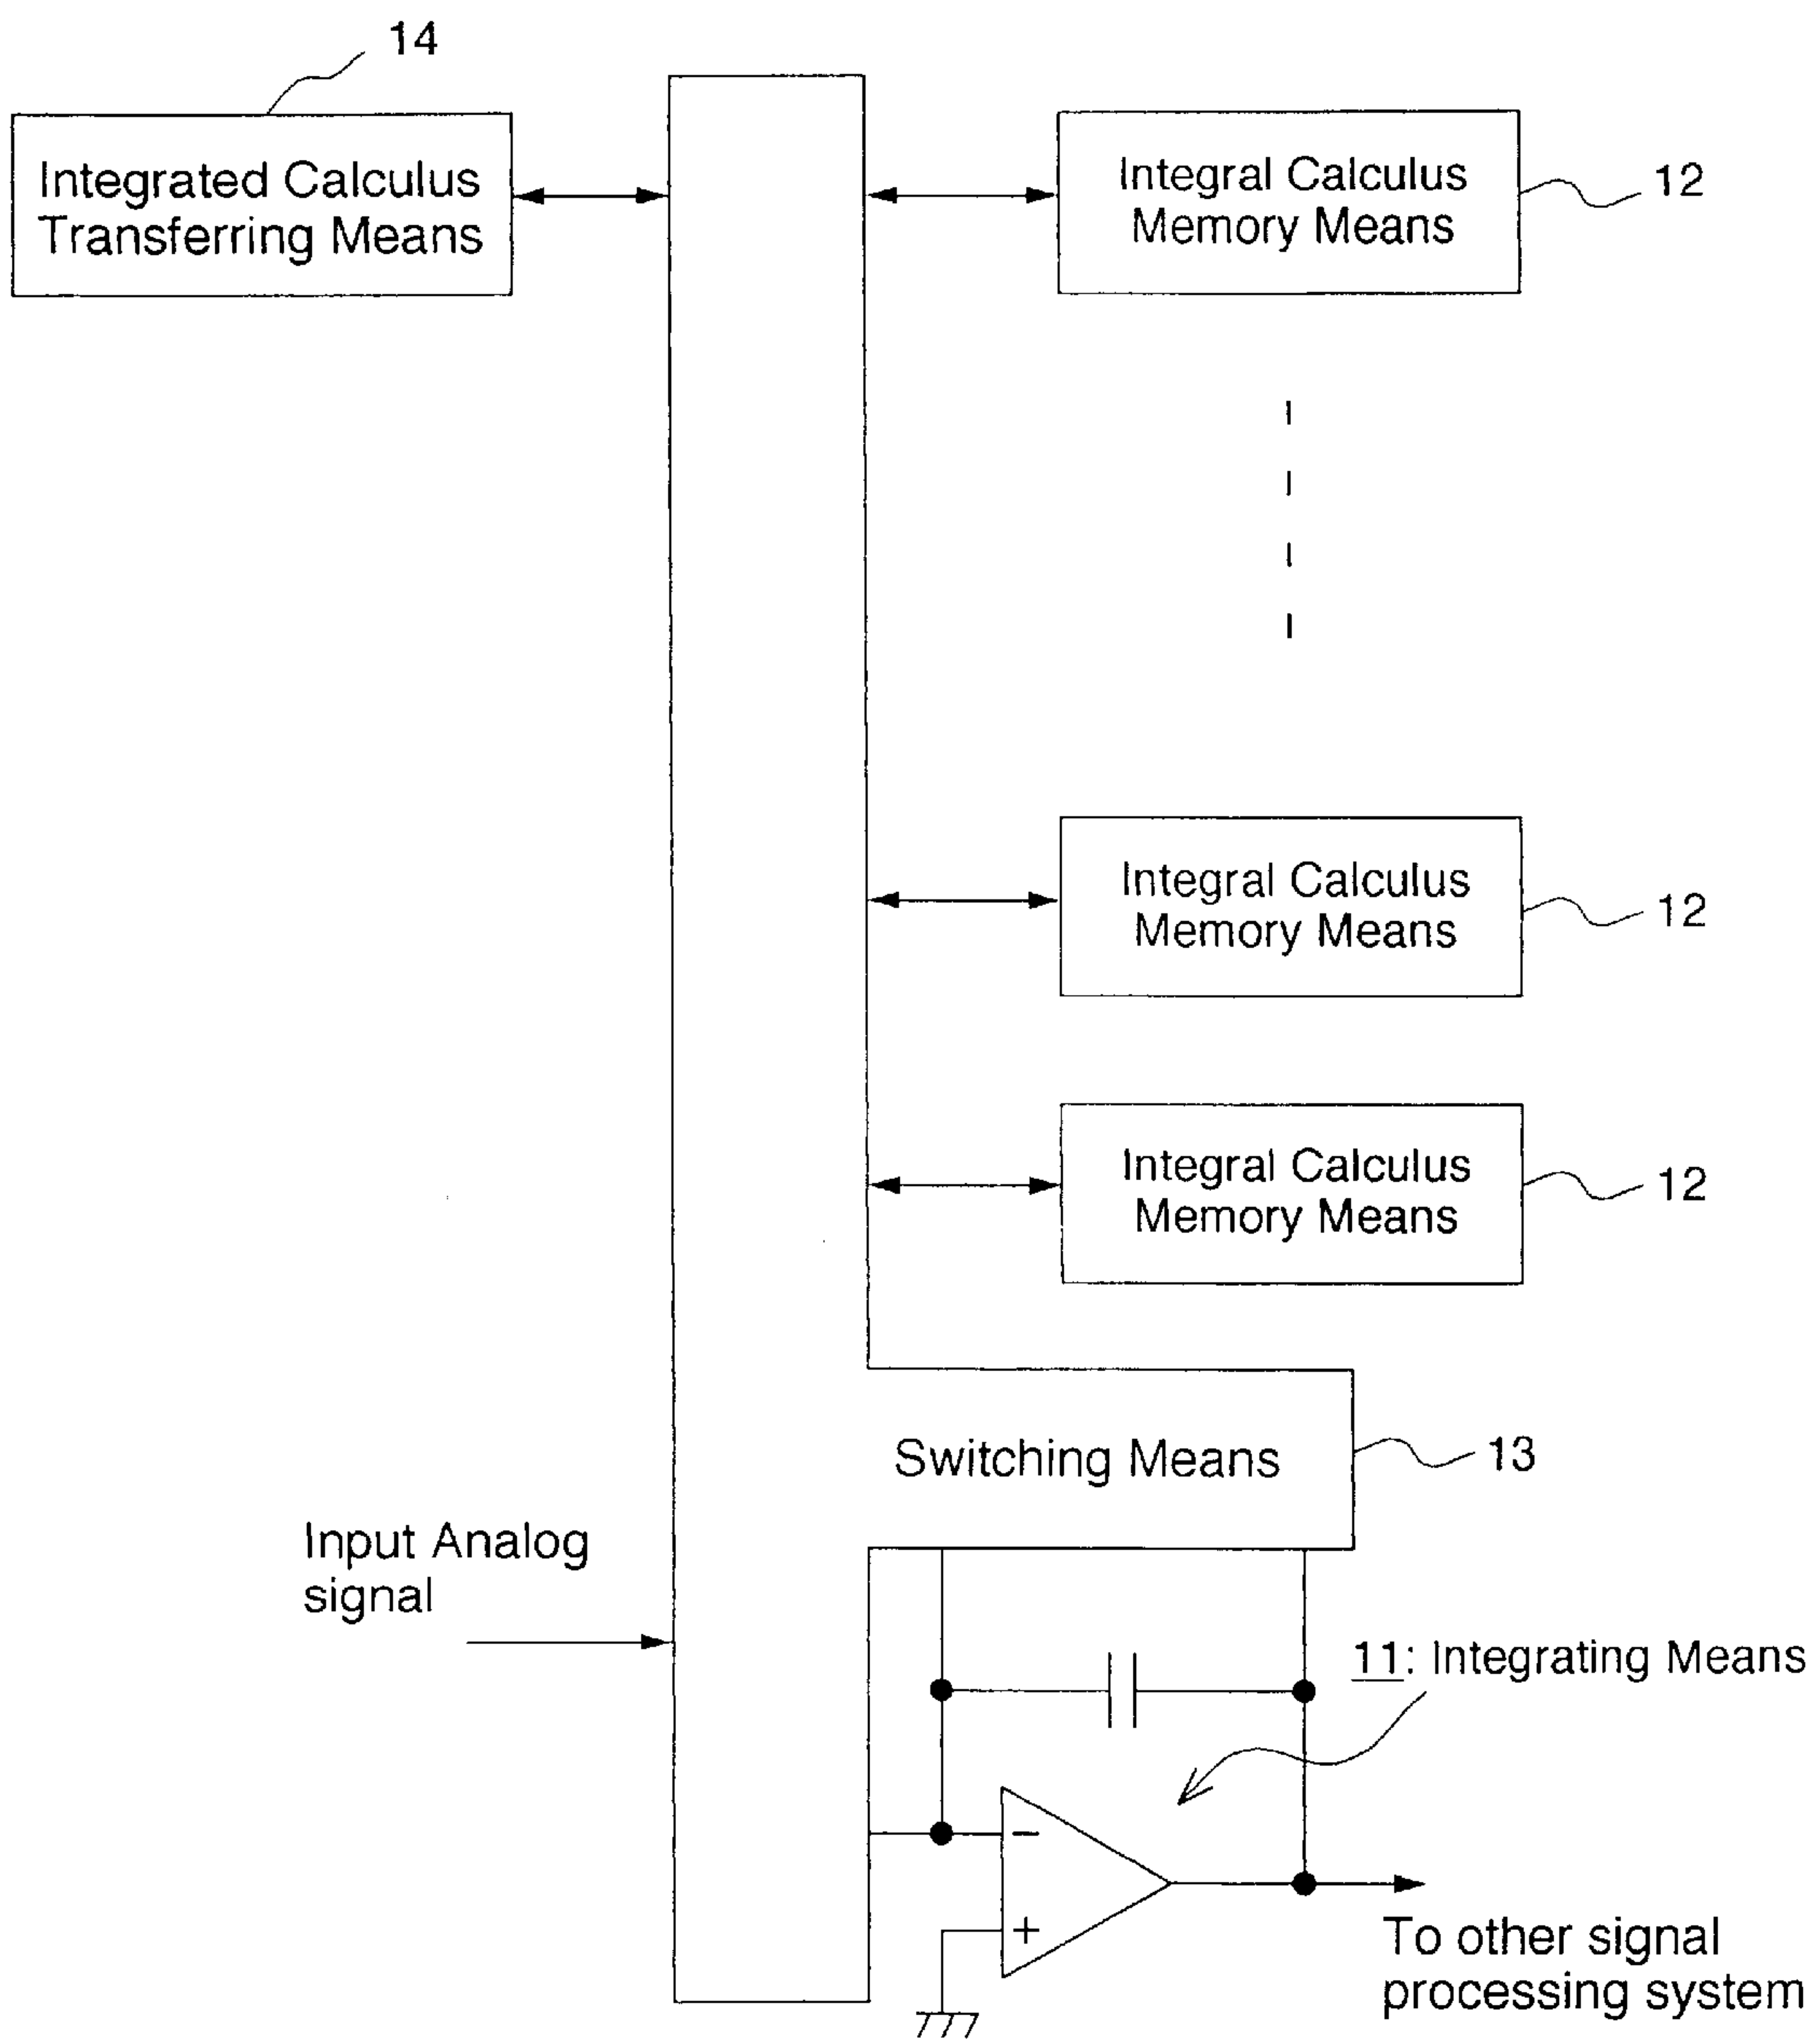 14
Integrated Calculus
Transferring Means
Integral Calculus
Memory Means
12
Integral Calculus
Memory Means
12
Integral Calculus
Memory Means
12
Switching Means
13
Input Analog
signal
11: Integrating Means
−
+
To other signal
processing system